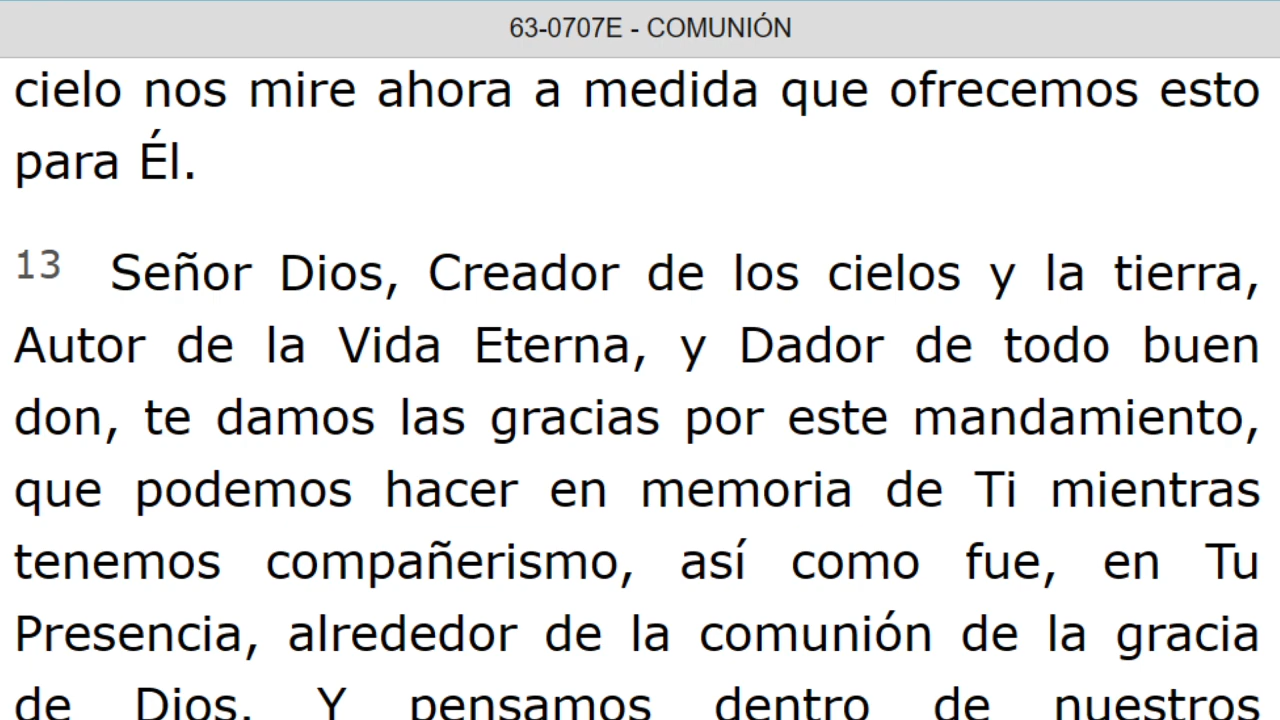 63-0707E - COMUNIÓN
cielo nos mire ahora a medida que ofrecemos esto
para Él.
13 Señor Dios, Creador de los cielos y la tierra,
Autor de la Vida Eterna, y Dador de todo buen
don, te damos las gracias por este mandamiento,
que podemos hacer en memoria de Ti mientras
tenemos compañerismo, así como fue, en Tu
Presencia, alrededor de la comunión de la gracia
de Dios. Y pensamos dentro de nuestros